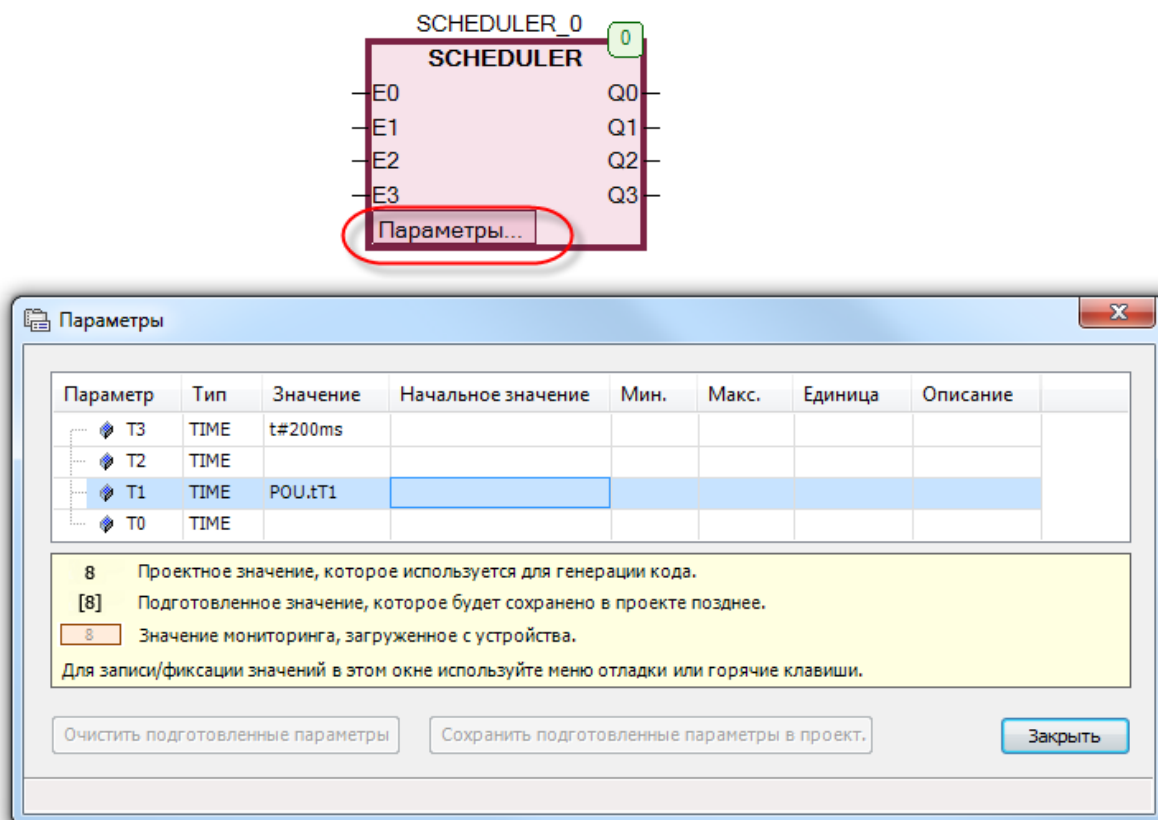 SCHEDULER_0
0
SCHEDULER
E0 Q0
E1 Q1
E2 Q2
E3 Q3
Параметры...
Параметры
Параметр Тип Значение Начальное значение Мин. Макс. Единица Описание
T3 TIME t#200ms
T2 TIME
T1 TIME POU.tT1
T0 TIME
8 Проектное значение, которое используется для генерации кода.
[8] Подготовленное значение, которое будет сохранено в проекте позднее.
8 Значение мониторинга, загруженное с устройства.
Для записи/фиксации значений в этом окне используйте меню отладки или горячие клавиши.
Очистить подготовленные параметры Сохранить подготовленные параметры в проект. Закрыть